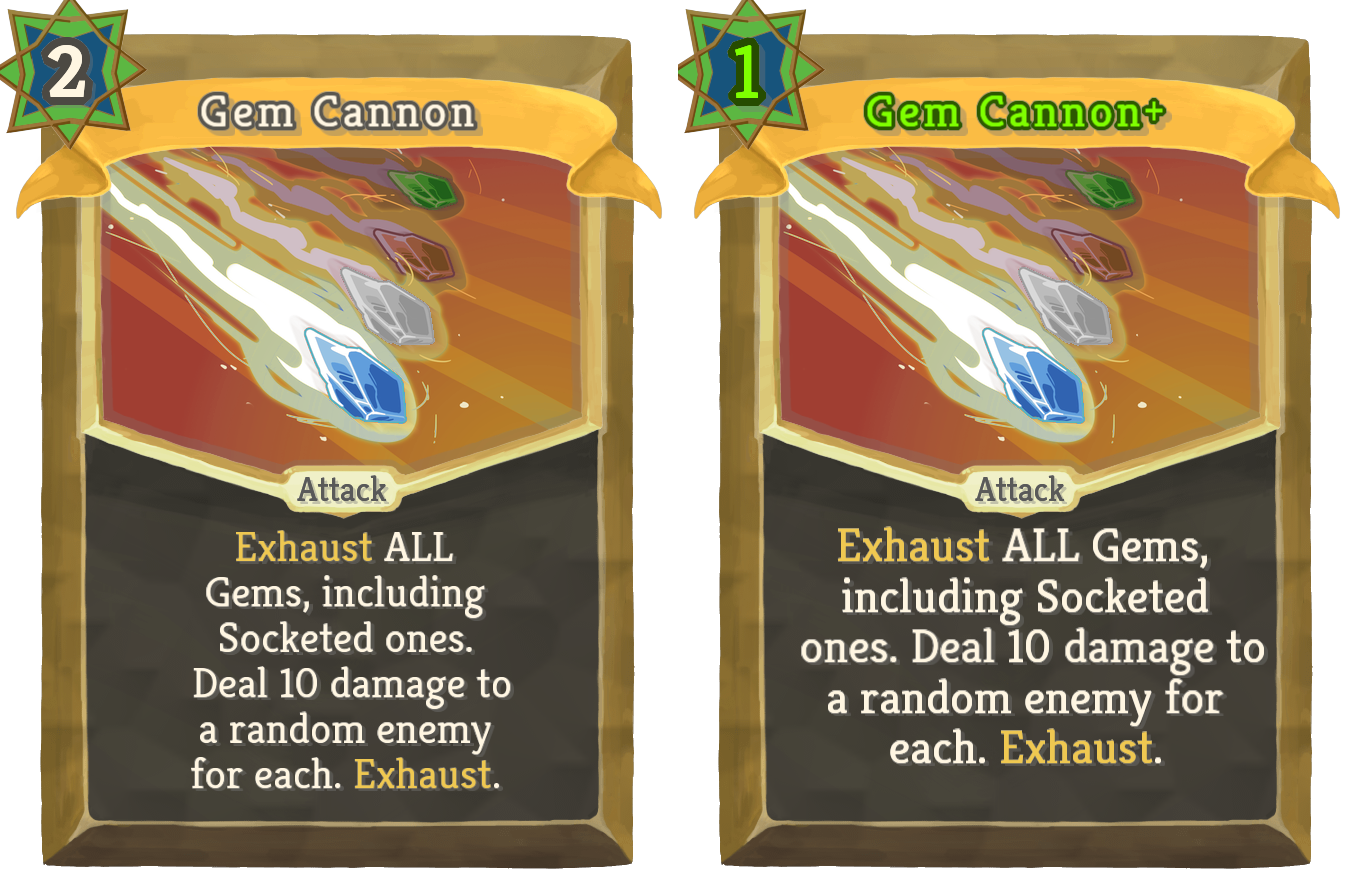 2
Gem Cannon
Attack
Exhaust ALL
Gems, including
Socketed ones.
Deal 10 damage to
a random enemy
for each. Exhaust.
1
Gem Cannon+
Attack
Exhaust ALL Gems,
including Socketed
ones. Deal 10 damage to
a random enemy for
each. Exhaust.